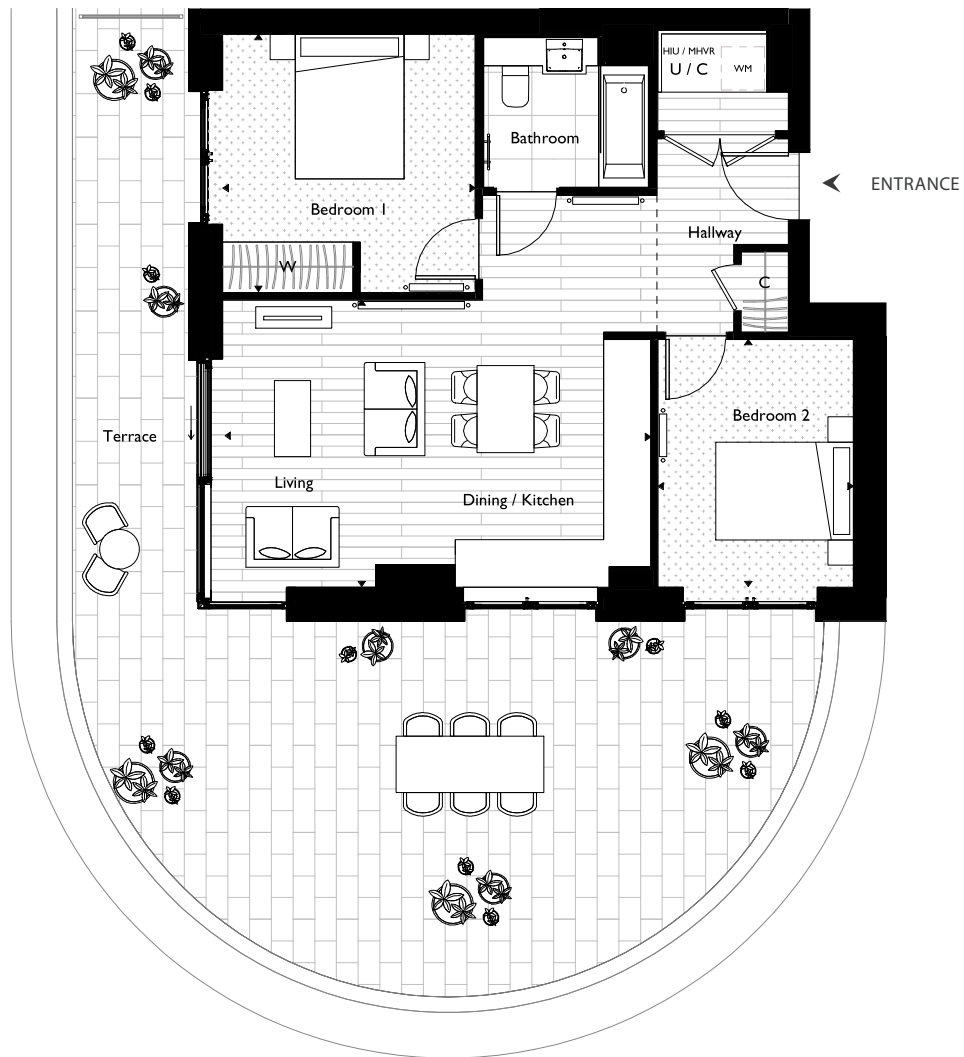 HIU / MHVR
U / C
WM
Bathroom
ENTRANCE
Bedroom 1
Hallway
W
C
Bedroom 2
Terrace
Living
Dining / Kitchen